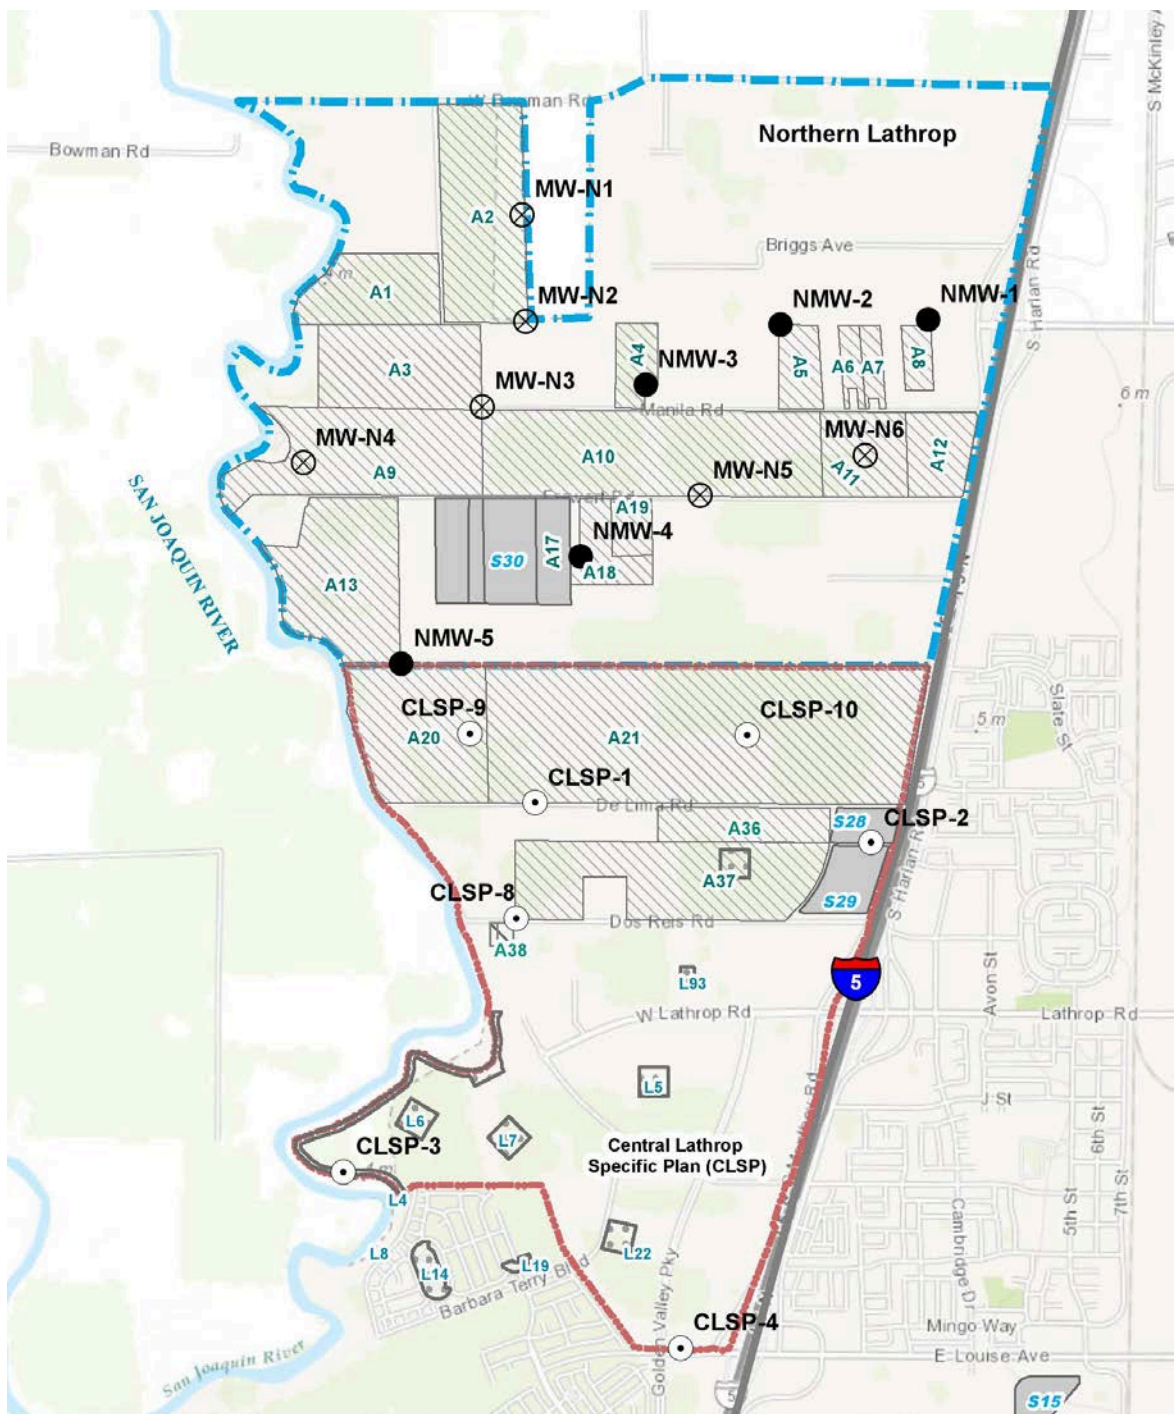 S McKinley A
W Bowman Rd
Northern Lathrop
Bowman Rd
MW-N1
A2
Briggs Ave
S Harlan Rd
A1
MW-N2
NMW-2
NMW-1
A4
NMW-3
A5
A6
A7
A8
A3
MW-N3
6 m
Manila Rd
MW-N4
MW-N6
A9
A10
MW-N5
A11
A12
SAN JOAQUIN RIVER
A19
NMW-4
S30
A17
A18
A13
NMW-5
Slate St
CLSP-9
CLSP-10
5 m
A20
A21
CLSP-1
De Lima Rd
CLSP-2
A36
S28
S Harlan R
A37
CLSP-8
S29
Dos Reis Rd
A38
5
L93
Avon St
W Lathrop Rd
Lathrop Rd
L5
J St
L6
L7
6th St
CLSP-3
Central Lathrop
Specific Plan (CLSP)
L4
5th St
7th St
Cambridge Dr
L8
L14
L19
L22
Barbara Terry Blvd
Golden Valley Pky
CLSP-4
Mingo Way
San Joaquin River
E Louise Ave
S15